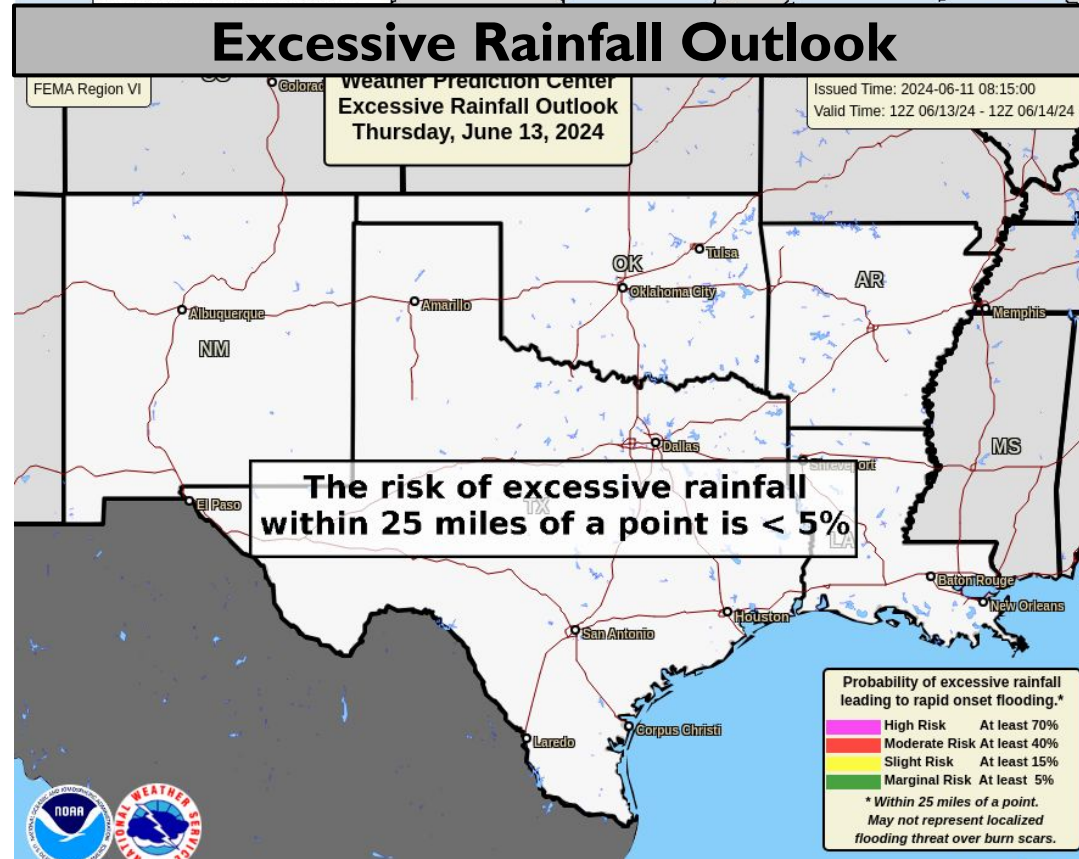 Excessive Rainfall Outlook
FEMA Region VI
Weather Prediction Center
Excessive Rainfall Outlook
Thursday, June 13, 2024
Issued Time: 2024-06-11 08:15:00
Valid Time: 12Z 06/13/24 - 12Z 06/14/24
Colorad
Tulsa
OK
Oklahoma City
AR
Amarillo
Albuquerque
Memphis
NM
Dallas
MS
Shreveport
The risk of excessive rainfall
within 25 miles of a point is < 5%
TX
El Paso
LA
Baton Rouge
New Orleans
Houston
San Antonio
Corpus Christi
Laredo
Probability of excessive rainfall
leading to rapid onset flooding.*
High Risk At least 70%
Moderate Risk At least 40%
Slight Risk At least 15%
Marginal Risk At least 5%
* Within 25 miles of a point.
May not represent localized
flooding threat over burn scars.
NOAA
NATIONAL WEATHER SERVICE